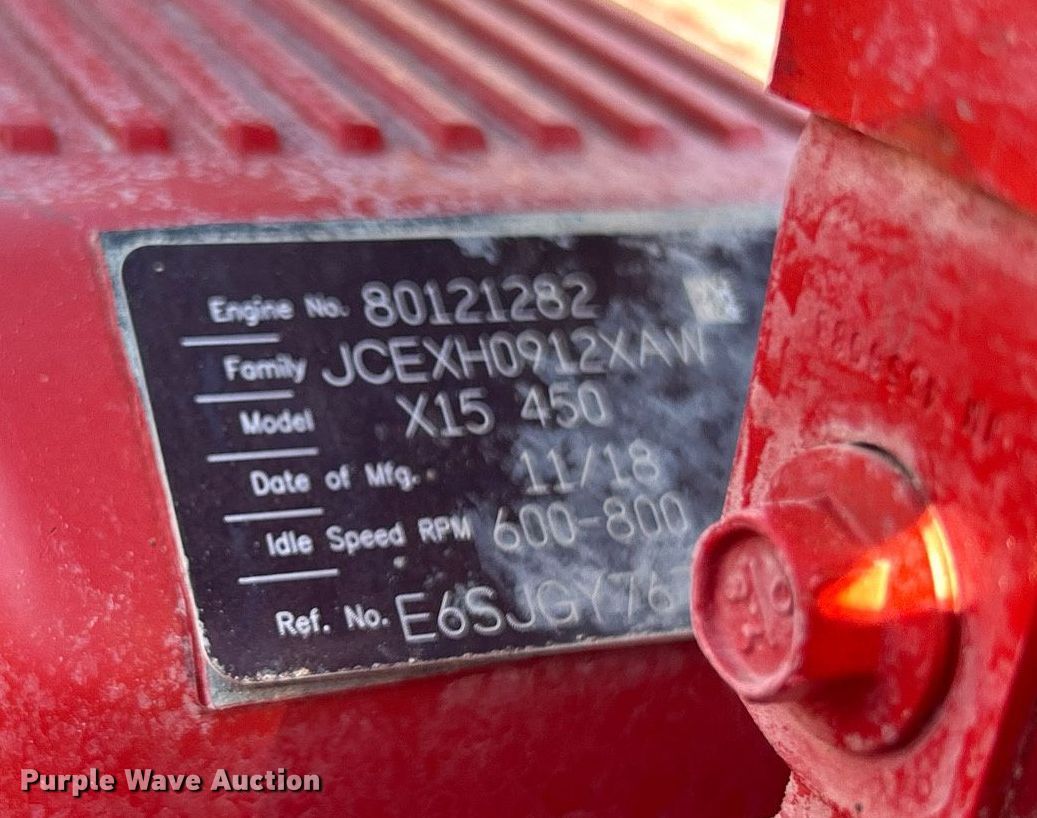 Engine No. 80121282
Family JCEXH0912XAW
Model X15 450
Date of Mfg. 11/18
Idle Speed RPM 600-800
Ref. No. E6SJGY767
Purple Wave Auction